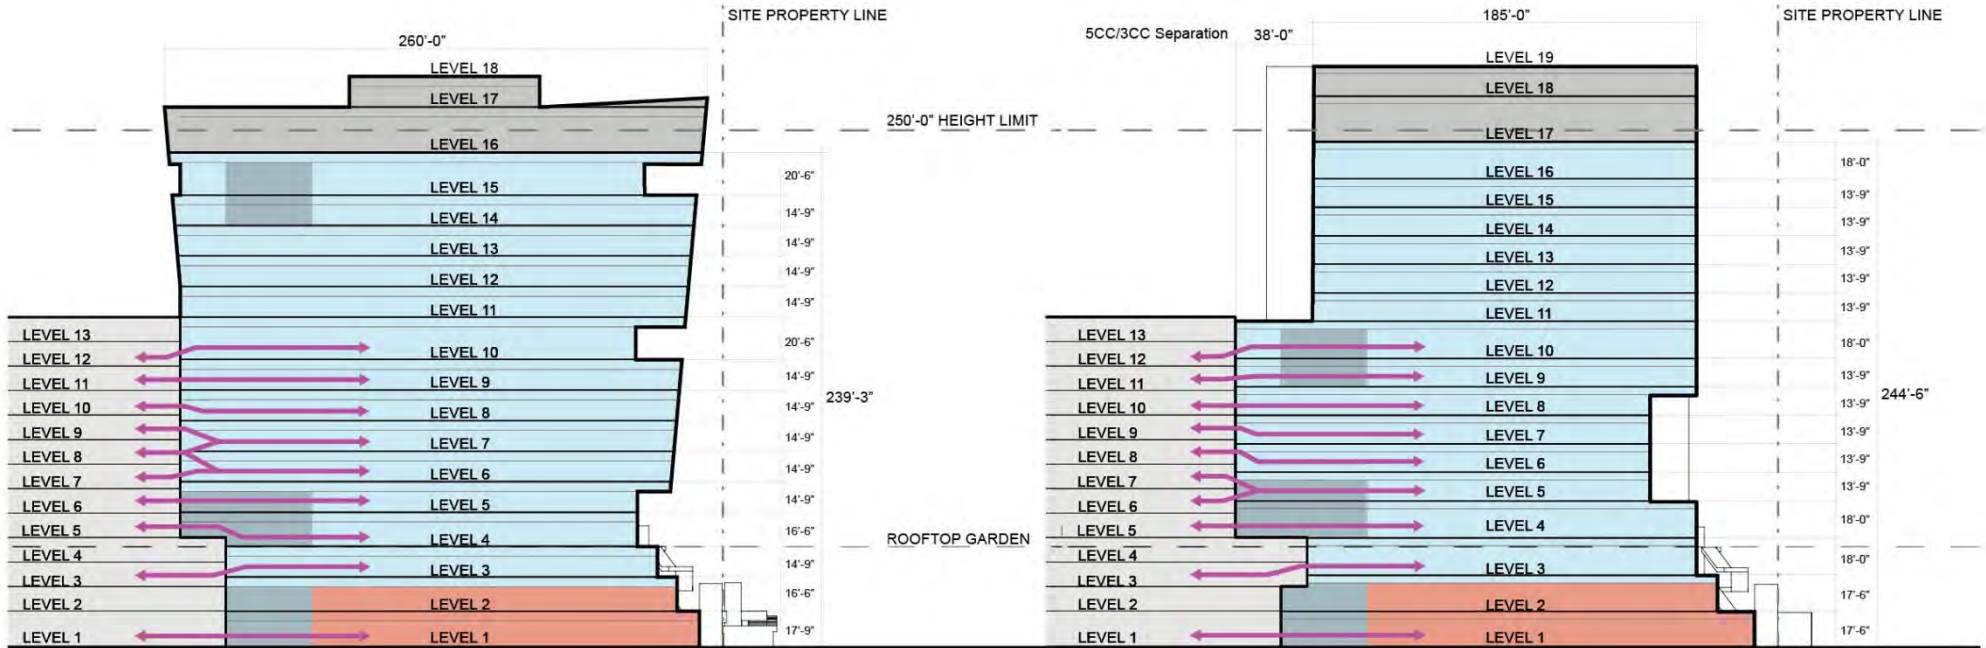 SITE PROPERTY LINE
260'-0"
LEVEL 18
LEVEL 17
LEVEL 16
20'-6"
LEVEL 15
LEVEL 14
14'-9"
LEVEL 13
14'-9"
LEVEL 12
14'-9"
LEVEL 11
14'-9"
LEVEL 10
20'-6"
LEVEL 9
14'-9"
LEVEL 8
14'-9"
LEVEL 7
14'-9"
LEVEL 6
14'-9"
LEVEL 5
14'-9"
LEVEL 4
16'-6"
LEVEL 3
14'-9"
LEVEL 2
16'-6"
LEVEL 1
17'-9"
239'-3"
LEVEL 13
LEVEL 12
LEVEL 11
LEVEL 10
LEVEL 9
LEVEL 8
LEVEL 7
LEVEL 6
LEVEL 5
LEVEL 4
LEVEL 3
LEVEL 2
LEVEL 1
250'-0" HEIGHT LIMIT
ROOFTOP GARDEN
SITE PROPERTY LINE
185'-0"
5CC/3CC Separation
38'-0"
LEVEL 19
LEVEL 18
LEVEL 17
LEVEL 16
18'-0"
LEVEL 15
13'-9"
LEVEL 14
13'-9"
LEVEL 13
13'-9"
LEVEL 12
13'-9"
LEVEL 11
13'-9"
LEVEL 10
18'-0"
LEVEL 9
13'-9"
LEVEL 8
13'-9"
LEVEL 7
13'-9"
LEVEL 6
13'-9"
LEVEL 5
13'-9"
LEVEL 4
18'-0"
LEVEL 3
18'-0"
LEVEL 2
17'-6"
LEVEL 1
17'-6"
244'-6"
LEVEL 13
LEVEL 12
LEVEL 11
LEVEL 10
LEVEL 9
LEVEL 8
LEVEL 7
LEVEL 6
LEVEL 5
LEVEL 4
LEVEL 3
LEVEL 2
LEVEL 1